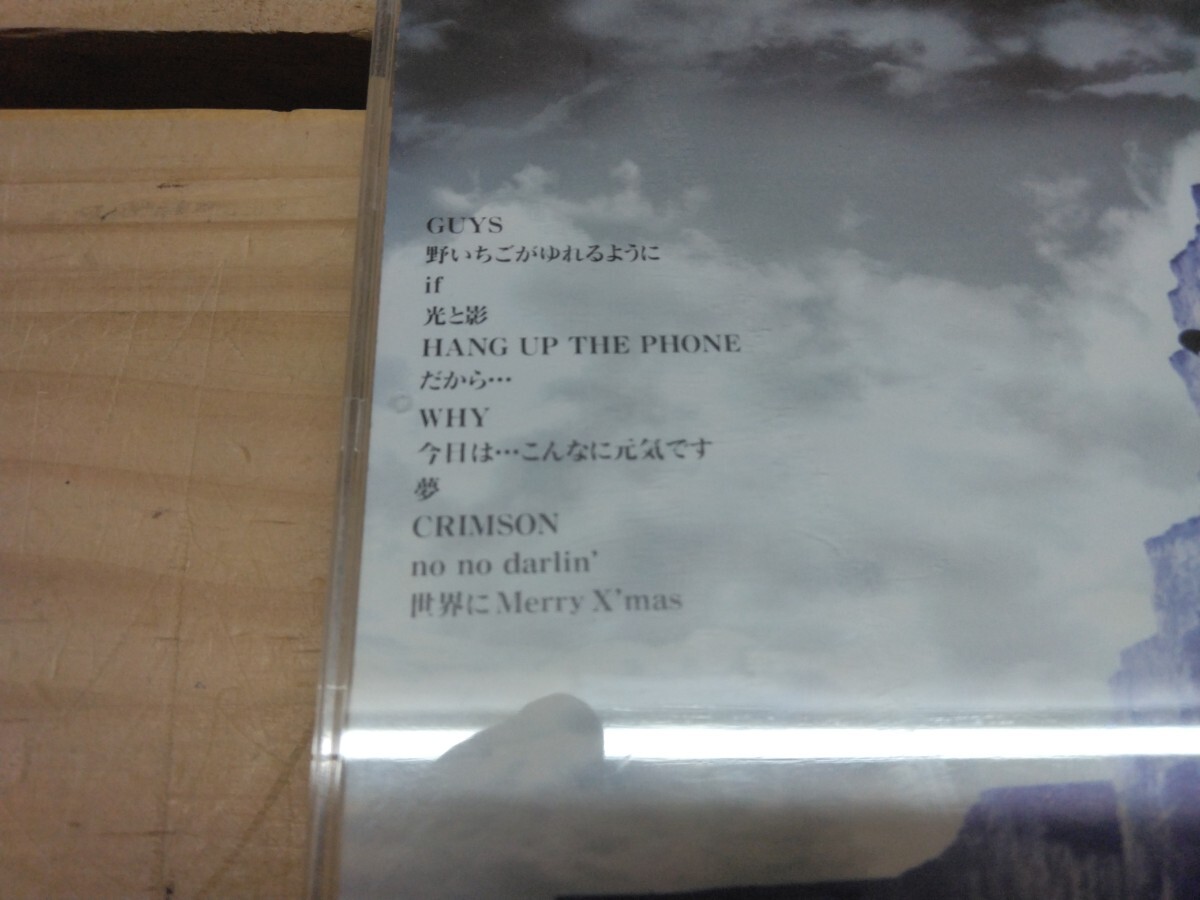 GUYS
野いちごがゆれるように
if
光と影
HANG UP THE PHONE
だから…
WHY
今日は…こんなに元気です
夢
CRIMSON
no no darlin'
世界にMerry X'mas